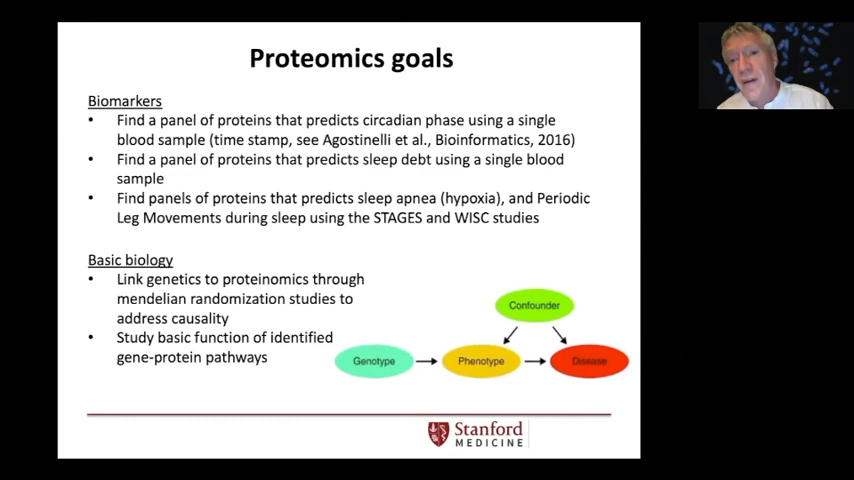 Proteomics goals
Biomarkers
• Find a panel of proteins that predicts circadian phase using a single
blood sample (time stamp, see Agostinelli et al., Bioinformatics, 2016)
• Find a panel of proteins that predicts sleep debt using a single blood
sample
• Find panels of proteins that predicts sleep apnea (hypoxia), and Periodic
Leg Movements during sleep using the STAGES and WISC studies
Basic biology
• Link genetics to proteinomics through
mendelian randomization studies to
address causality
• Study basic function of identified
gene-protein pathways
Confounder
Genotype
Phenotype
Disease
Stanford
MEDICINE